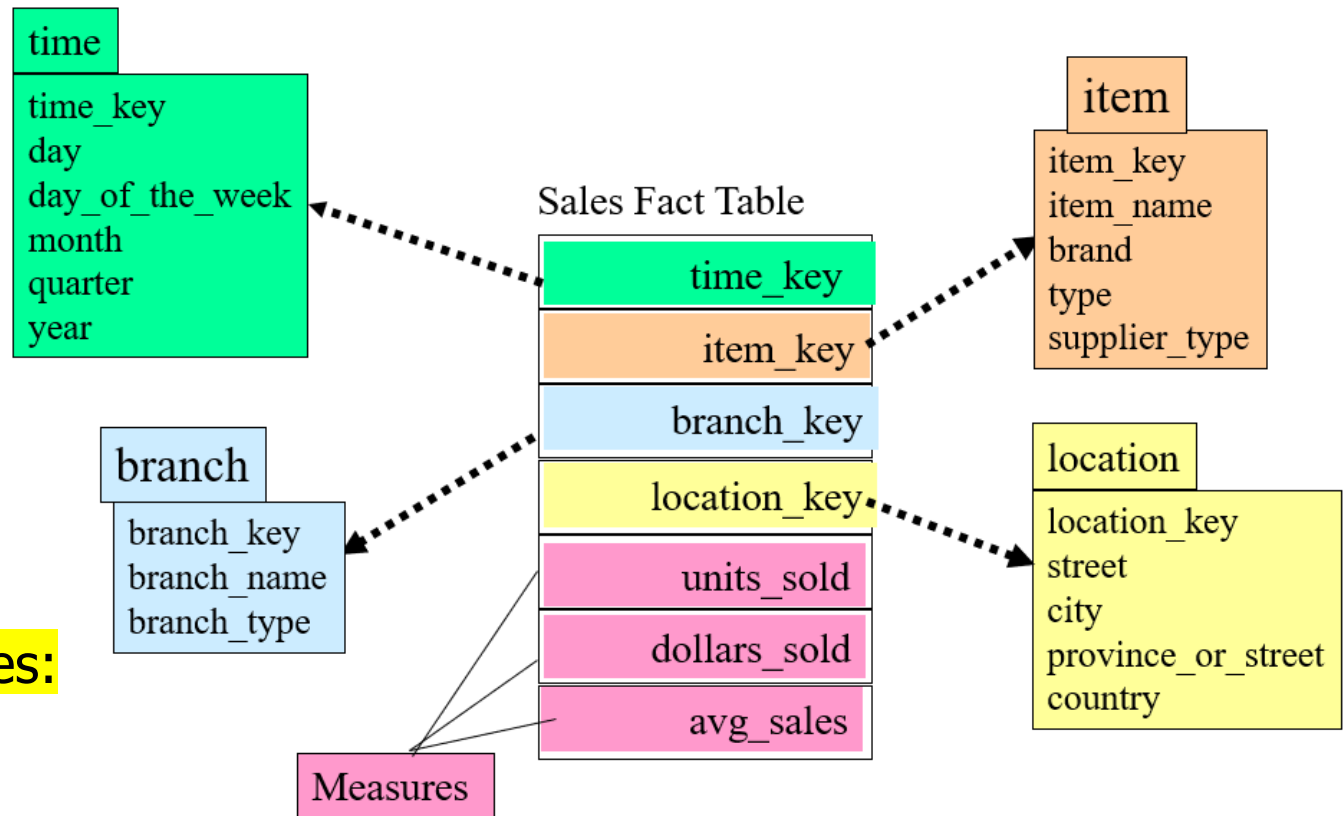 time
time_key
day
day_of_the_week
month
quarter
year
item
item_key
item_name
brand
type
supplier_type
Sales Fact Table
time_key
item_key
branch_key
location_key
units_sold
dollars_sold
avg_sales
branch
branch_key
branch_name
branch_type
location
location_key
street
city
province_or_street
country
es:
Measures